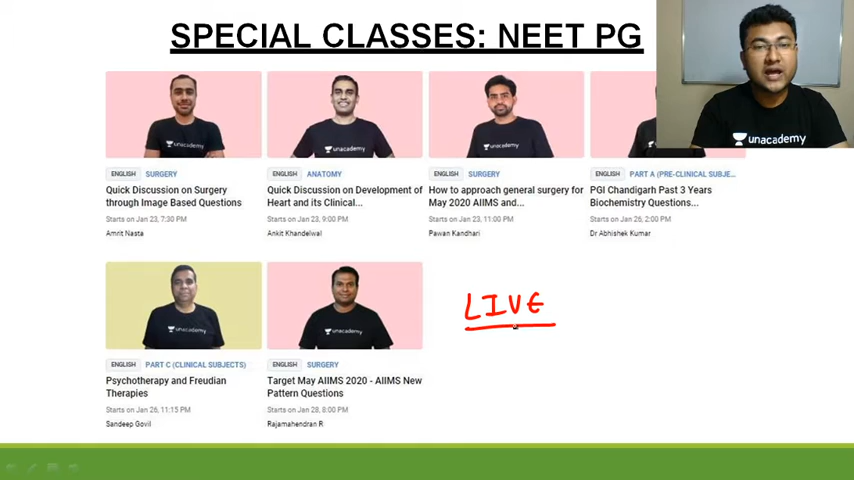 SPECIAL CLASSES: NEET PG
unacademy
unacademy
unacademy
unacademy
ENGLISH SURGERY
Quick Discussion on Surgery
through Image Based Questions
Starts on Jan 23, 7:30 PM
Amrit Nasta
ENGLISH ANATOMY
Quick Discussion on Development of
Heart and its Clinical...
Starts on Jan 23, 9:00 PM
Ankit Khandelwal
ENGLISH SURGERY
How to approach general surgery for
May 2020 AIIMS and...
Starts on Jan 23, 11:00 PM
Pawan Kandhari
ENGLISH PART A (PRE-CLINICAL SUBJE...
PGI Chandigarh Past 3 Years
Biochemistry Questions...
Starts on Jan 26, 2:00 PM
Dr Abhishek Kumar
unacademy
unacademy
LIVE
ENGLISH PART C (CLINICAL SUBJECTS)
Psychotherapy and Freudian
Therapies
Starts on Jan 26, 11:15 PM
Sandeep Govil
ENGLISH SURGERY
Target May AIIMS 2020 - AIIMS New
Pattern Questions
Starts on Jan 28, 8:00 PM
Rajamahendran R